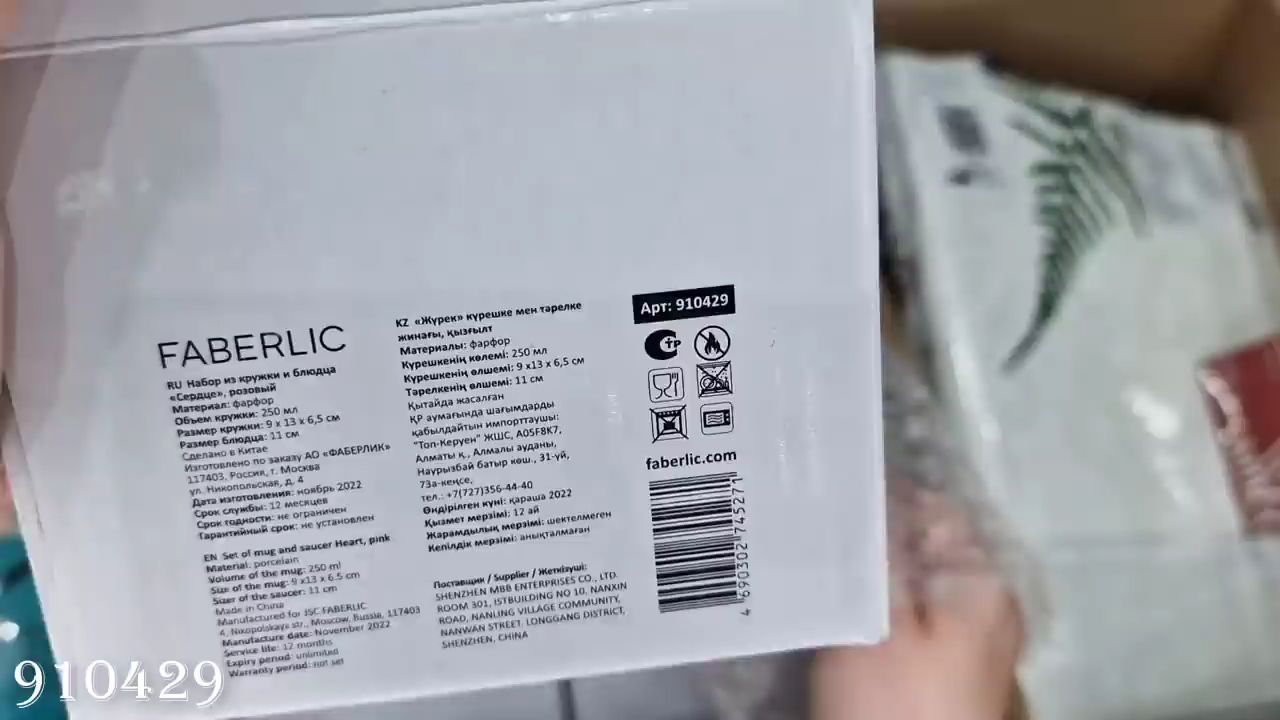 FABERLIC
RU Набор из кружки и блюдца
«Сердце», розовый
Материал: фарфор
Объем кружки: 250 мл
Размер кружки: 9 x 13 x 6,5 см
Размер блюдца: 11 см
Сделано в Китае
Изготовлено по заказу АО «ФАБЕРЛИК»
117403, Россия, г. Москва
ул. Никопольская, д. 4
Дата изготовления: ноябрь 2022
Срок службы: 12 месяцев
Срок годности: не ограничен
Гарантийный срок: не установлен
EN Set of mug and saucer Heart, pink
Material: porcelain
Volume of the mug: 250 ml
Size of the mug: 9 x13 x 6.5 cm
Sizer of the saucer: 11 cm
Made in China
Manufactured for JSC FABERLIC
4, Nikopolskaya str., Moscow, Russia, 117403
Manufacture date: November 2022
Service life: 12 months
Expiry period: unlimited
Warranty period: not set
KZ «Жүрек» күрешке мен тәрелке
жинағы, қызғылт
Материалы: фарфор
Күрешкенің көлемі: 250 мл
Күрешкенің өлшемі: 9 x13 x 6,5 см
Тәрелкенің өлшемі: 11 см
Қытайда жасалған
ҚР аумағында шағымдарды
қабылдайтын импорттаушы:
"Топ-Керуен" ЖШС, A05F8K7,
Алматы қ., Алмалы ауданы,
Наурызбай батыр көш., 31-үй,
73а-кеңсе,
тел.: +7(727)356-44-40
Өндірілген күні: қараша 2022
Қызмет мерзімі: 12 ай
Жарамдылық мерзімі: шектелмеген
Кепілдік мерзімі: анықталмаған
Поставщик / Supplier / Жеткізуші:
SHENZHEN MBB ENTERPRISES CO., LTD.
ROOM 301, ISTBUILDING NO 10, NANXIN
ROAD, NANLING VILLAGE COMMUNITY,
NANWAN STREET, LONGGANG DISTRICT,
SHENZHEN, CHINA
Арт: 910429
faberlic.com
4 690302 745271
910429